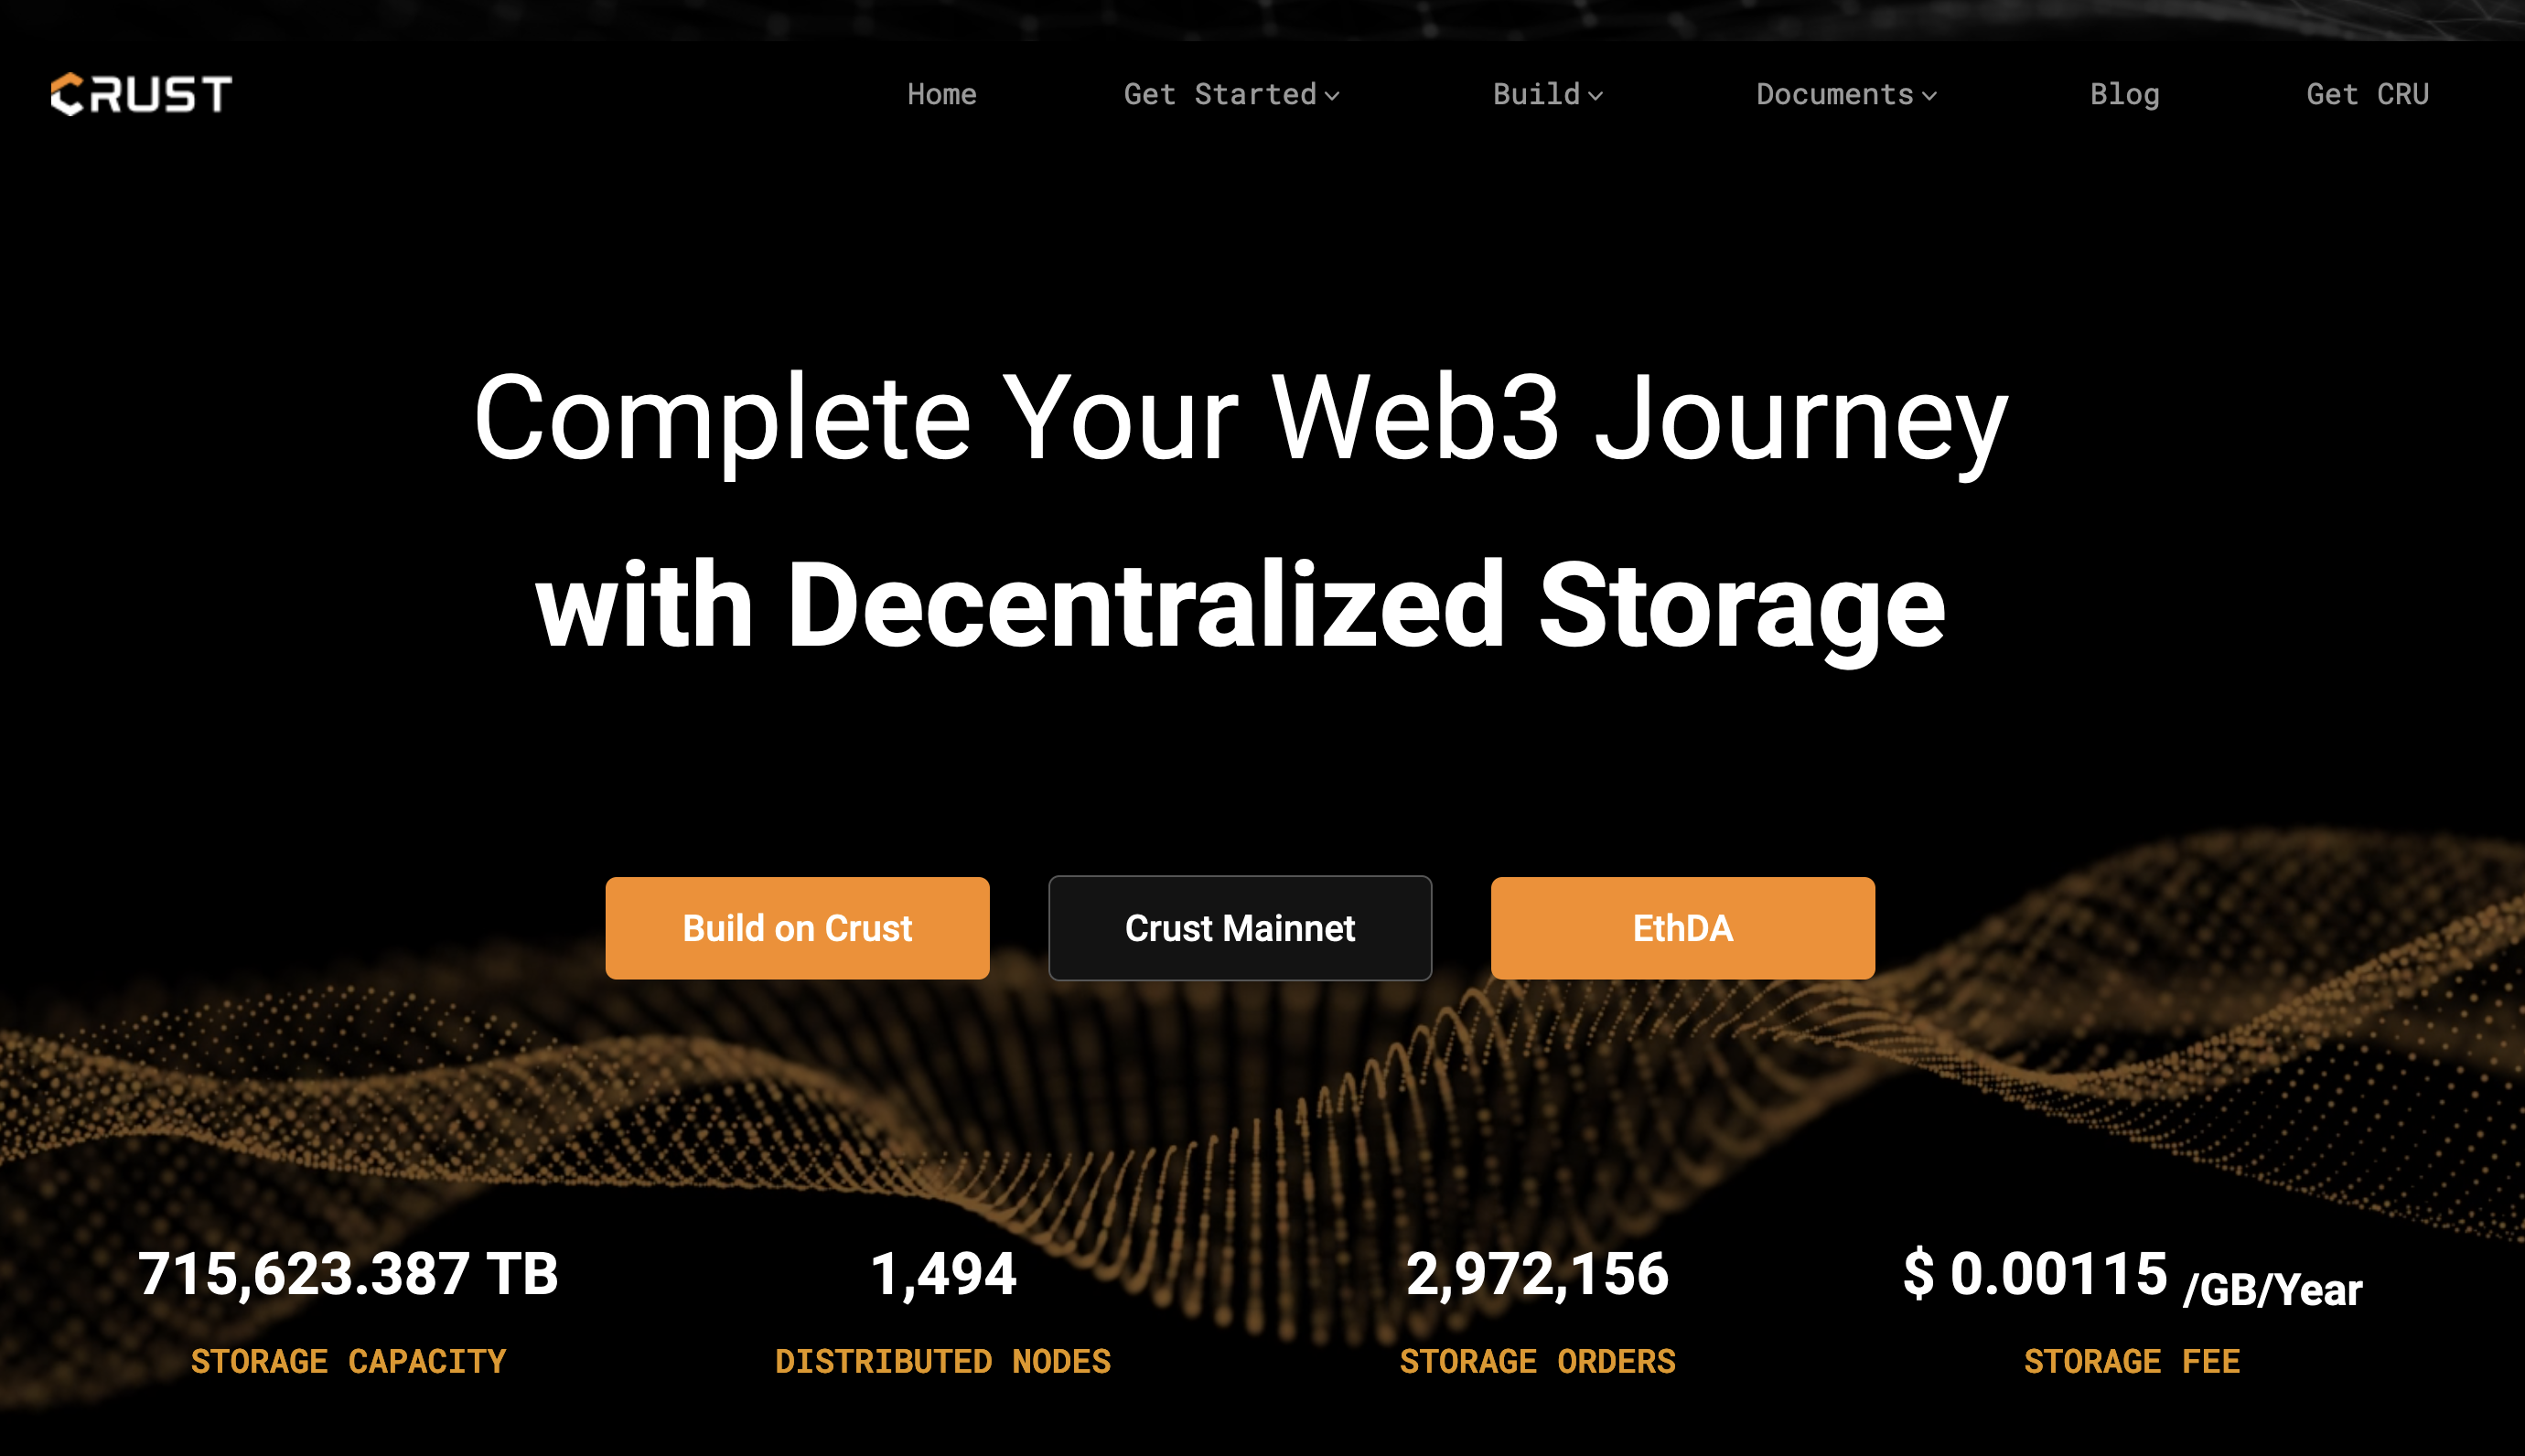 CRUST
Home Get Started Build Documents Blog Get CRU
Complete Your Web3 Journey
with Decentralized Storage
Build on Crust Crust Mainnet EthDA
715,623.387 TB 1,494 2,972,156 $ 0.00115 /GB/Year
STORAGE CAPACITY DISTRIBUTED NODES STORAGE ORDERS STORAGE FEE